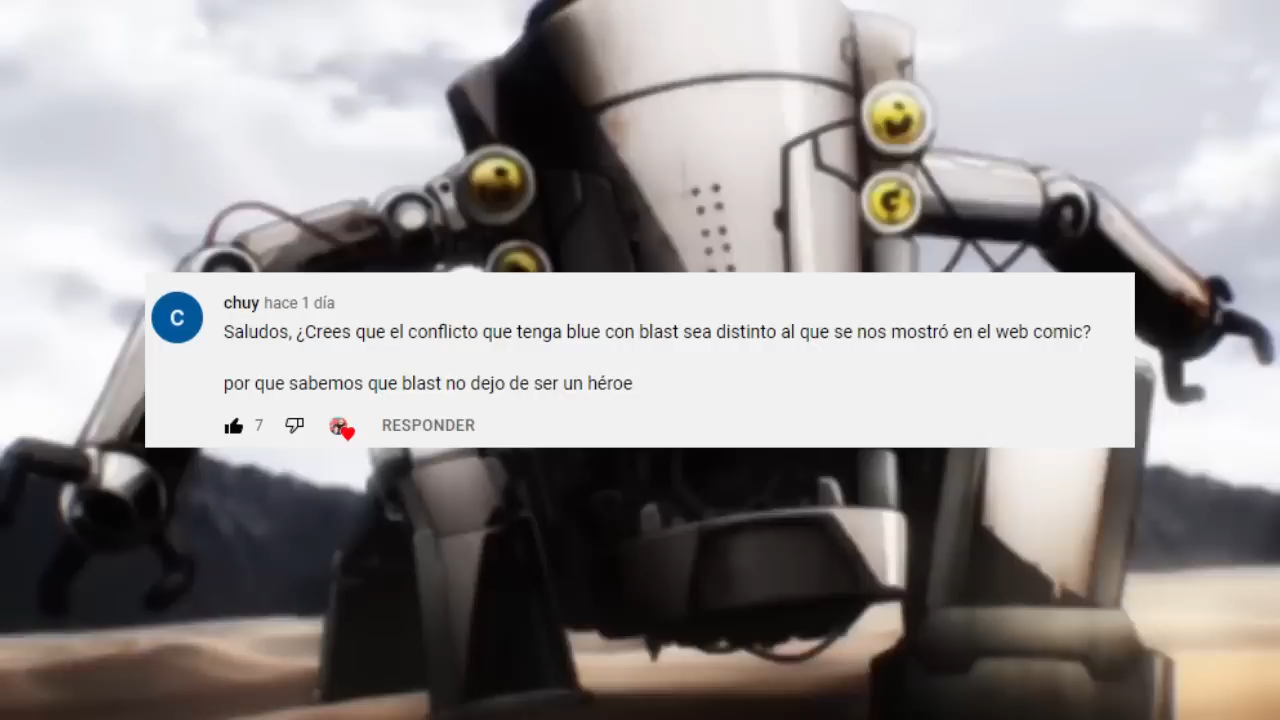 C
chuy hace 1 día
Saludos, ¿Crees que el conflicto que tenga blue con blast sea distinto al que se nos mostró en el web comic?
por que sabemos que blast no dejo de ser un héroe
7 RESPONDER